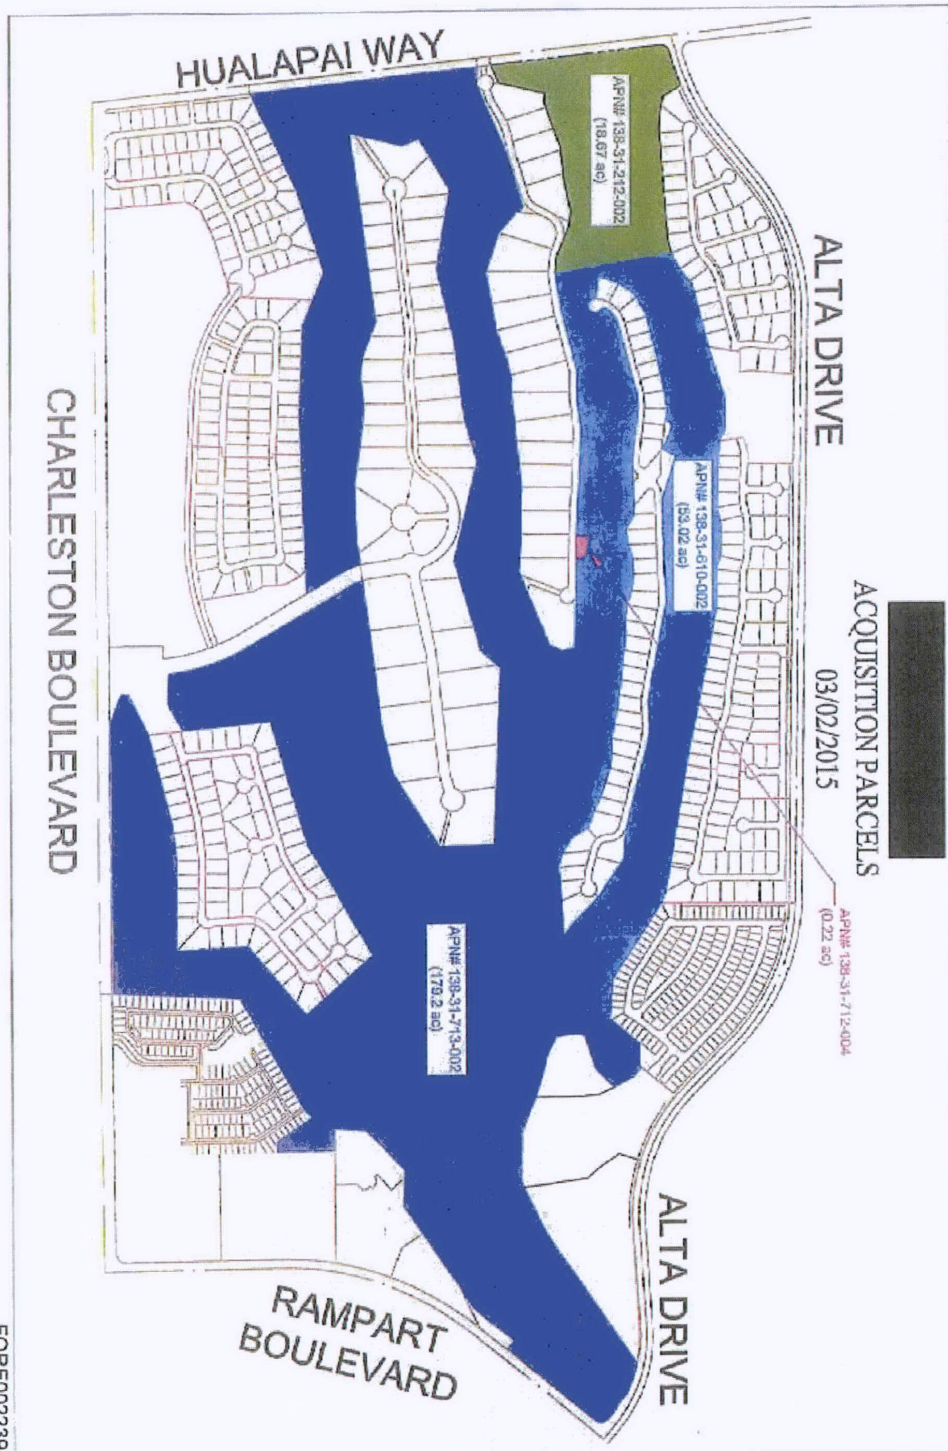 ACQUISITION PARCELS
03/02/2015
ALTA DRIVE
ALTA DRIVE
HUALAPAI WAY
APN# 138-31-212-002
(18.67 ac)
APN# 138-31-610-002
(53.02 ac)
APN# 138-31-712-004
(0.22 ac)
APN# 138-31-713-002
(179.2 ac)
RAMPART
BOULEVARD
CHARLESTON BOULEVARD